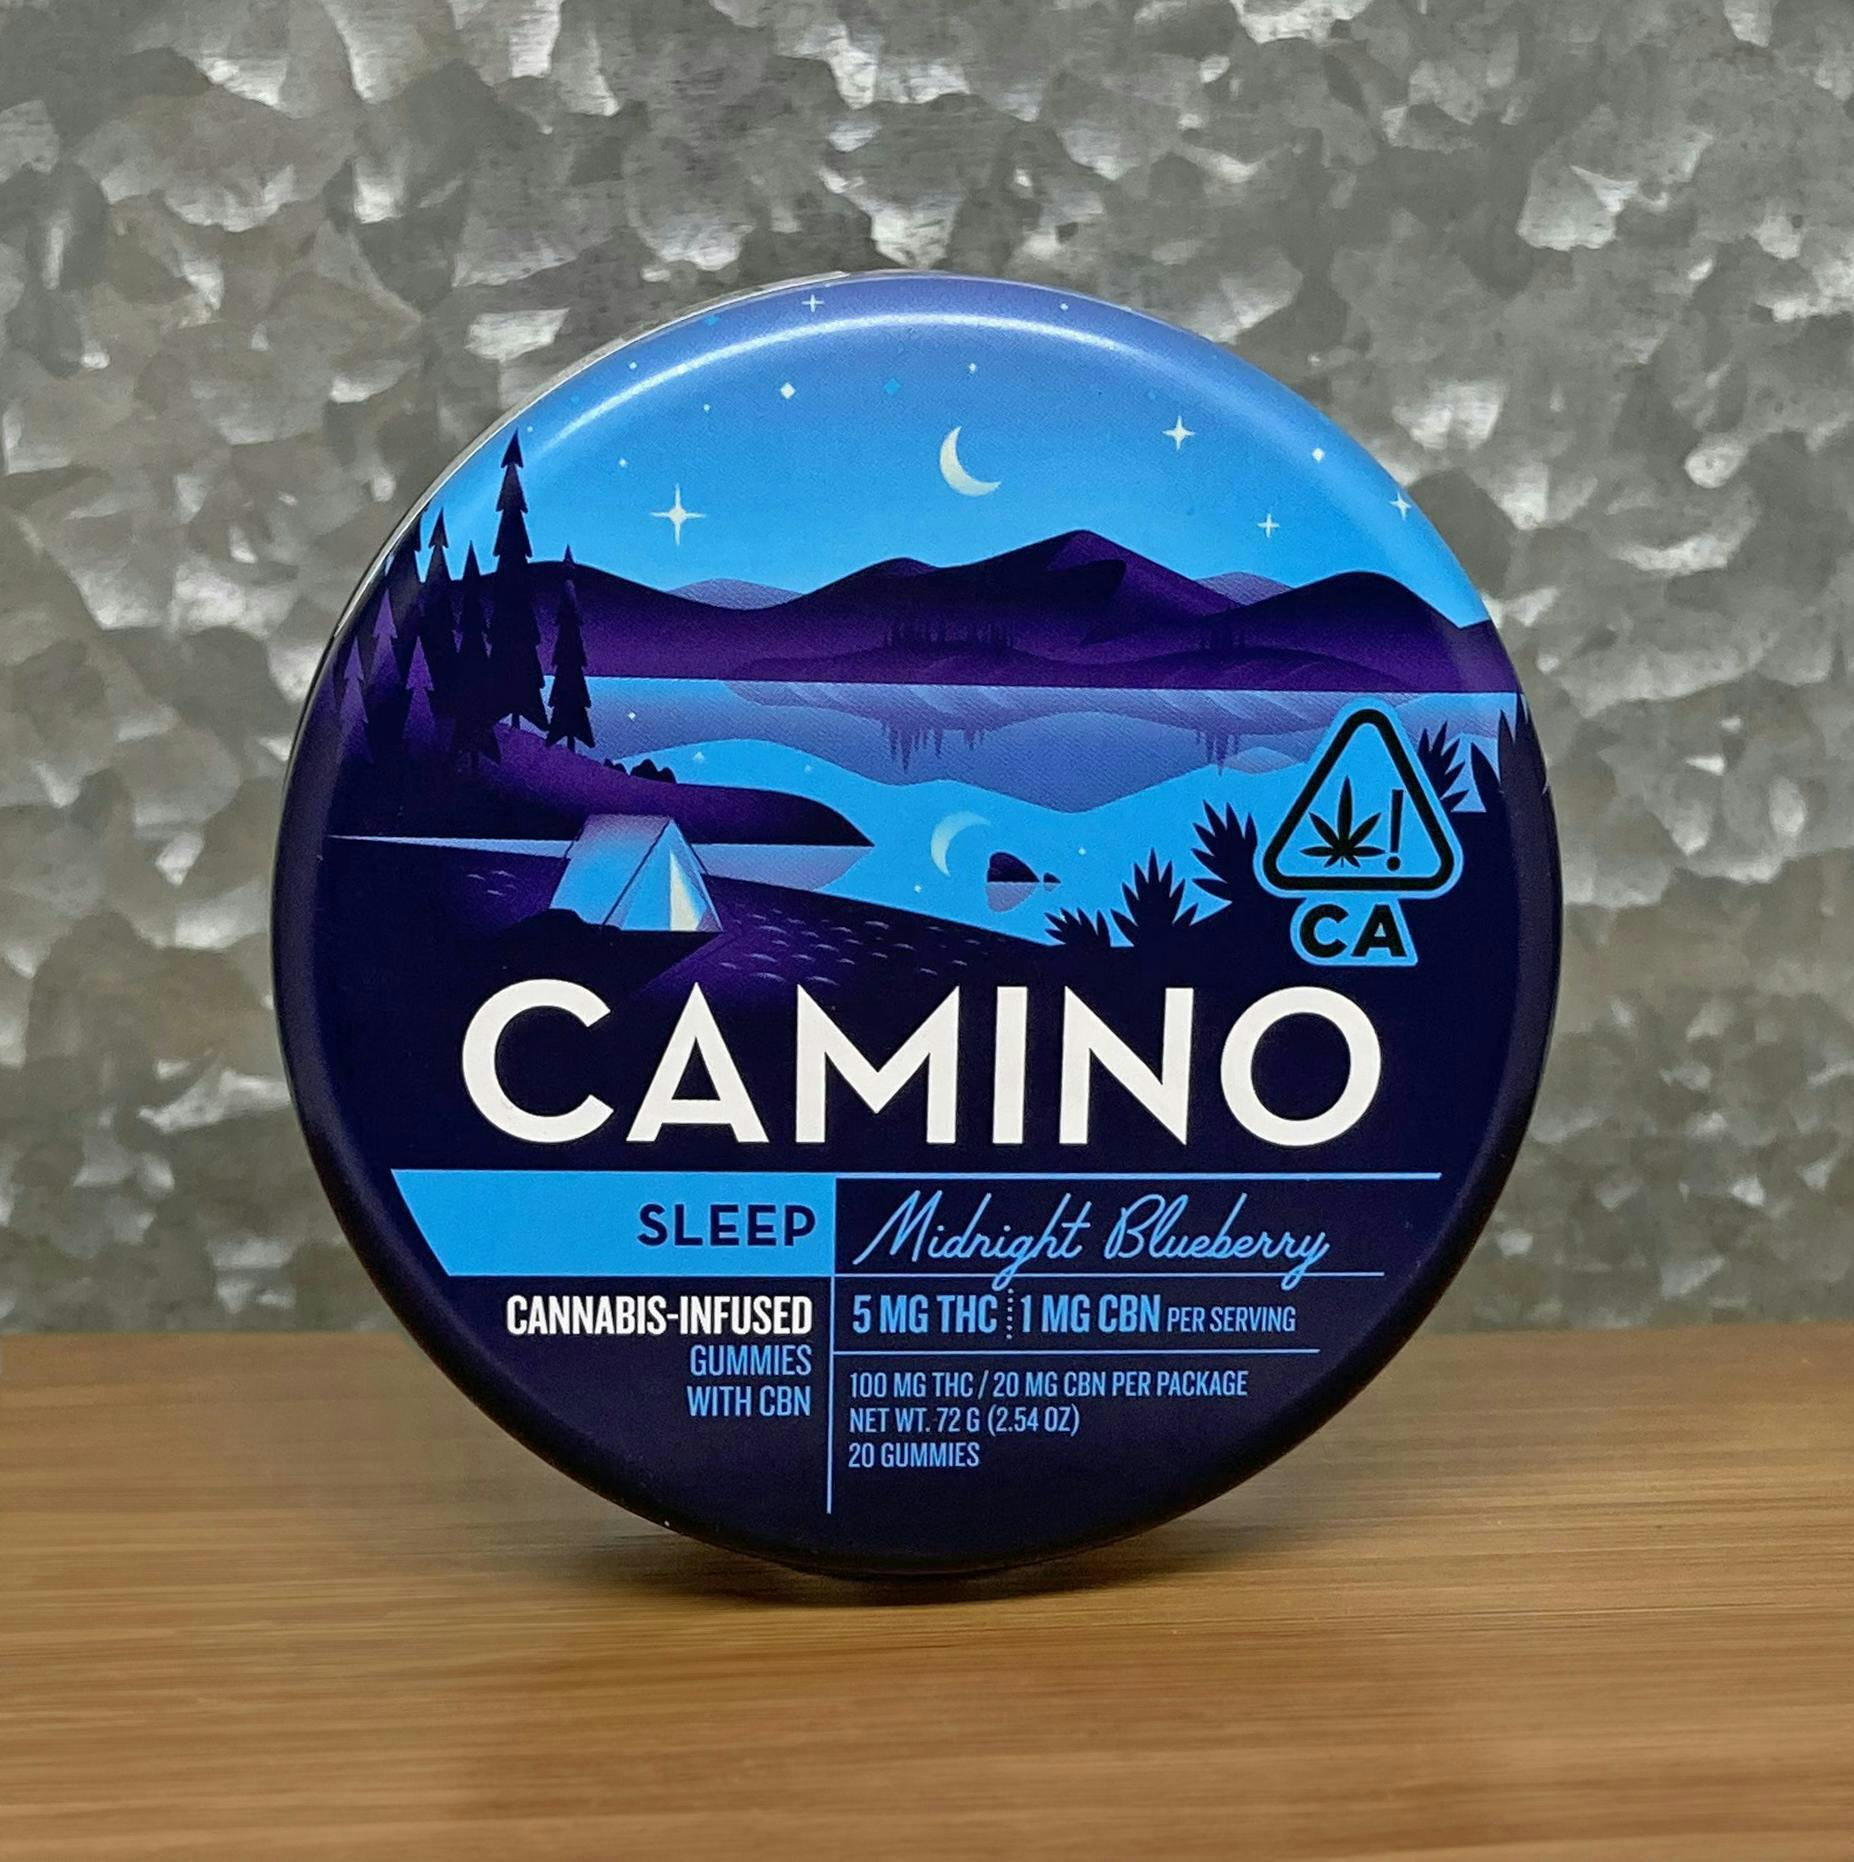 CA
CAMINO
SLEEP
Midnight Blueberry
CANNABIS-INFUSED
GUMMIES
WITH CBN
5 MG THC 1 MG CBN PER SERVING
100 MG THC / 20 MG CBN PER PACKAGE
NET WT. 72 G (2.54 OZ)
20 GUMMIES